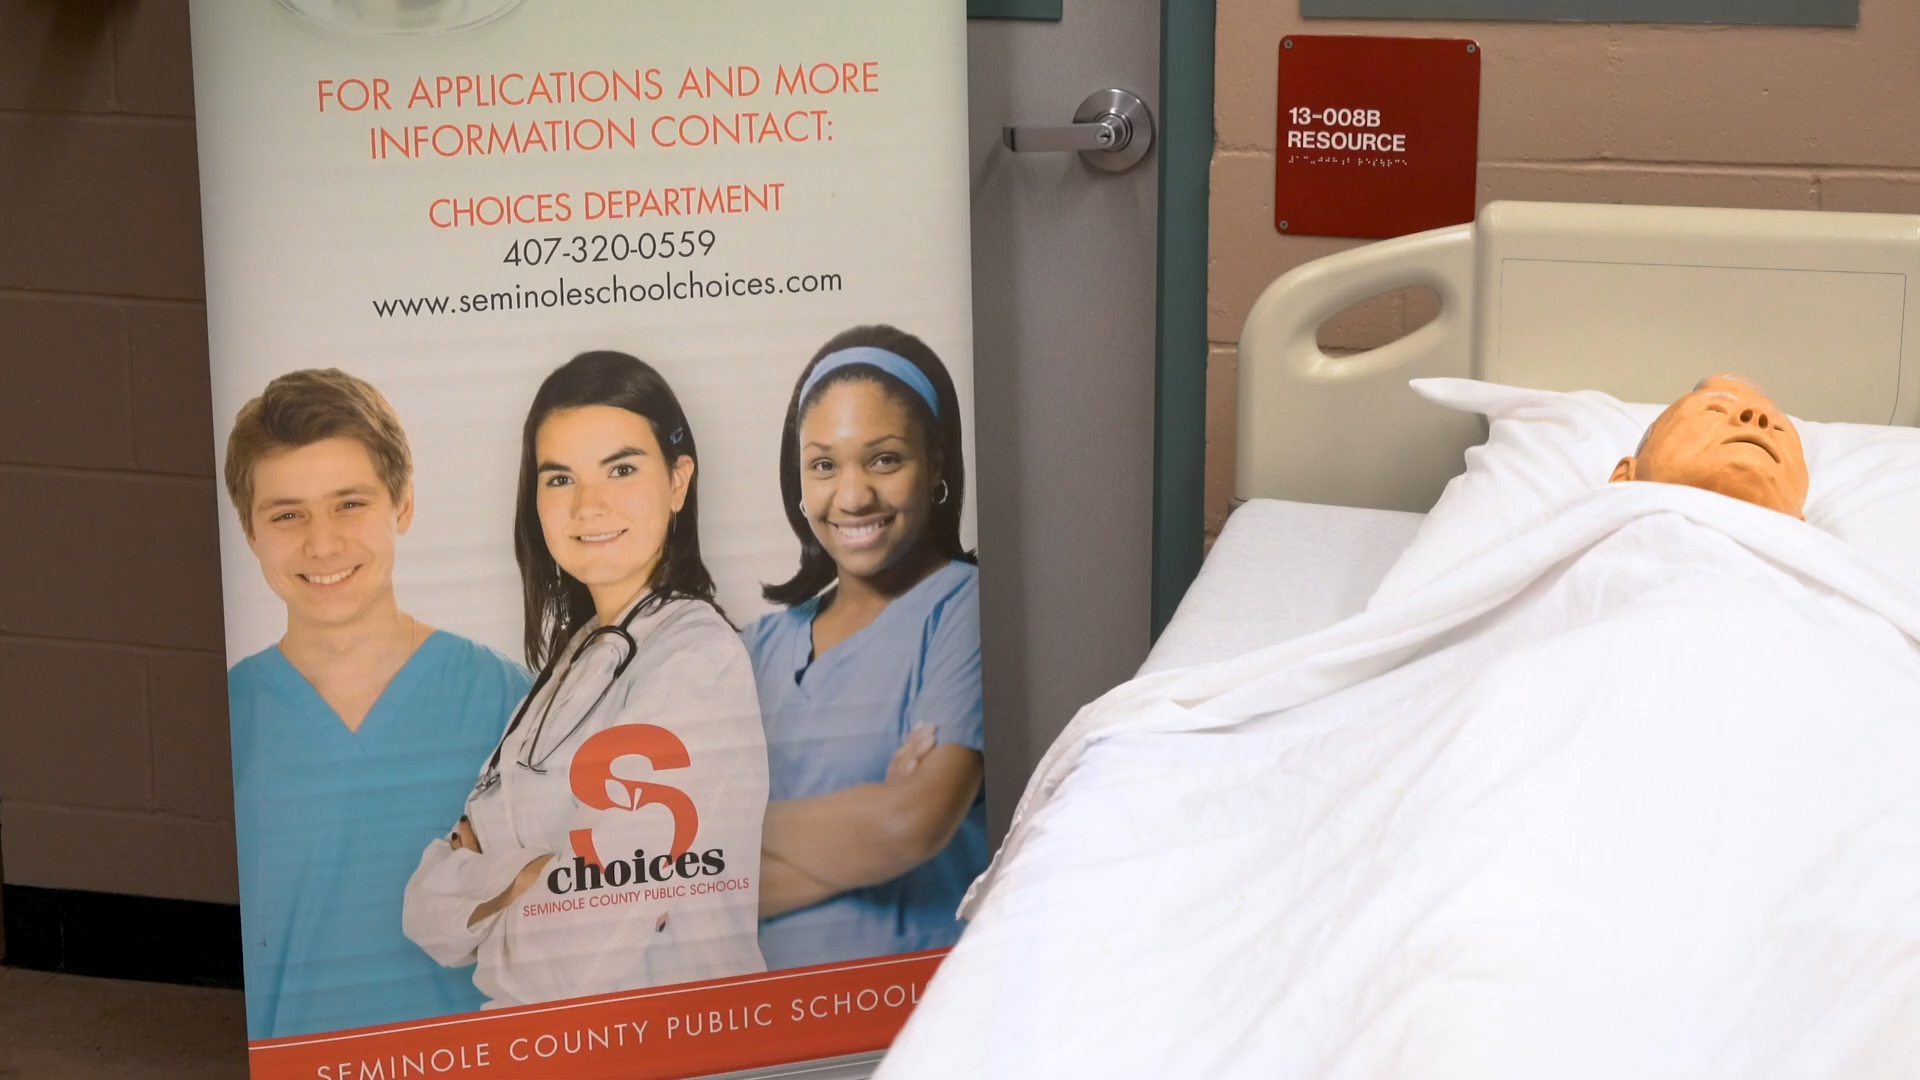 FOR APPLICATIONS AND MORE
INFORMATION CONTACT:
CHOICES DEPARTMENT
407-320-0559
www.seminoleschoolchoices.com
S
choices
SEMINOLE COUNTY PUBLIC SCHOOLS
SEMINOLE COUNTY PUBLIC SCHOOL
13-008B
RESOURCE